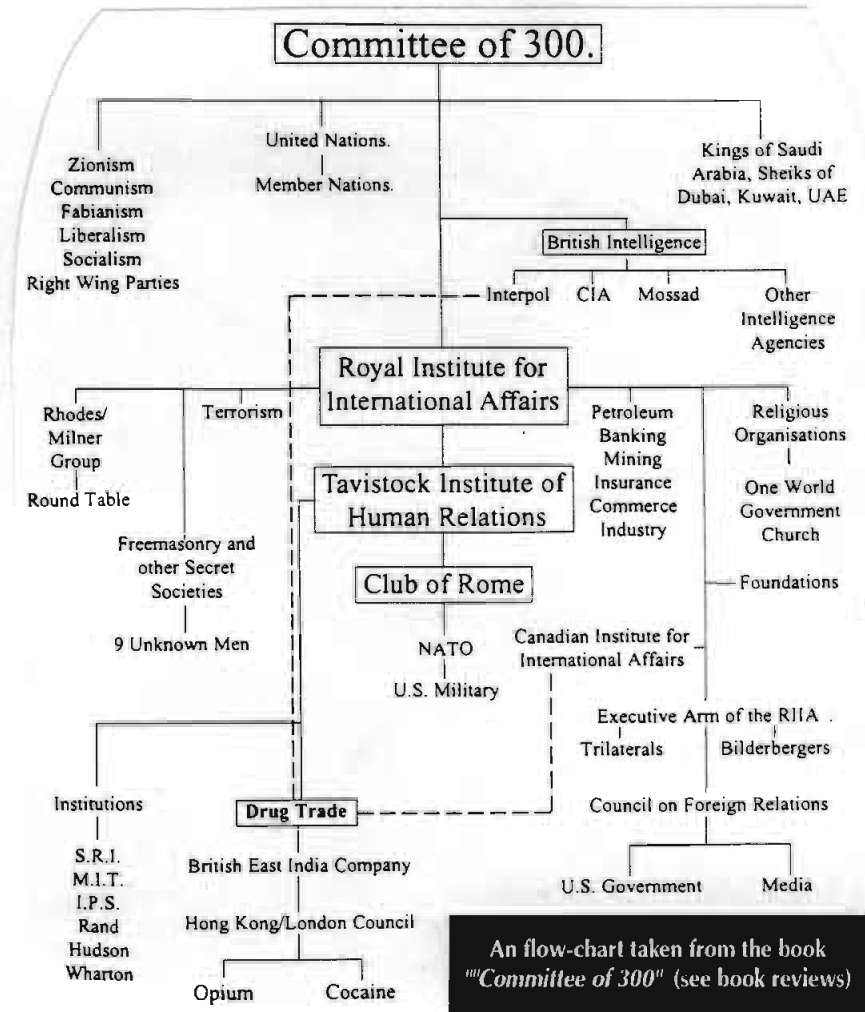 Committee of 300.
Zionism
Communism
Fabianism
Liberalism
Socialism
Right Wing Parties
United Nations.
Member Nations.
Kings of Saudi
Arabia, Sheiks of
Dubai, Kuwait, UAE
British Intelligence
Interpol
CIA
Mossad
Other
Intelligence
Agencies
Royal Institute for
International Affairs
Rhodes/
Milner
Group
Round Table
Terrorism
Freemasonry and
other Secret
Societies
9 Unknown Men
Petroleum
Banking
Mining
Insurance
Commerce
Industry
Religious
Organisations
One World
Government
Church
Foundations
Tavistock Institute of
Human Relations
Club of Rome
NATO
U.S. Military
Canadian Institute for
International Affairs
Executive Arm of the RIIA .
Trilaterals
Bilderbergers
Council on Foreign Relations
U.S. Government
Media
Institutions
S.R.I.
M.I.T.
I.P.S.
Rand
Hudson
Wharton
Drug Trade
British East India Company
Hong Kong/London Council
Opium
Cocaine
An flow-chart taken from the book
""Committee of 300" (see book reviews)